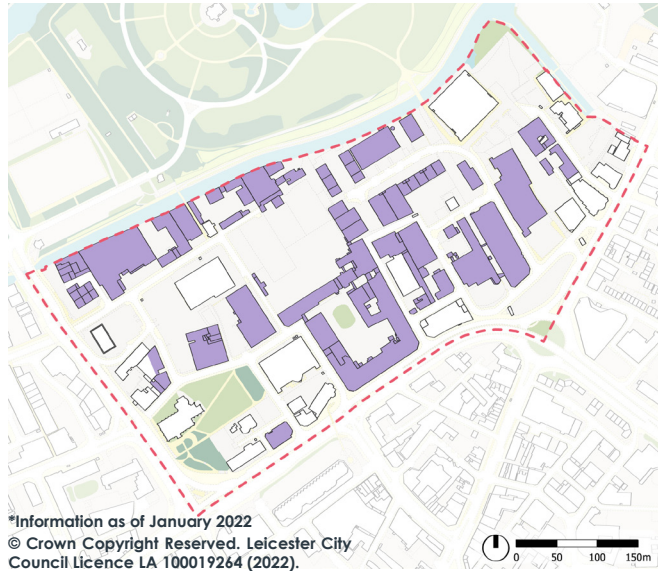 *Information as of January 2022
© Crown Copyright Reserved. Leicester City
Council Licence LA 100019264 (2022).
0 50 100 150m